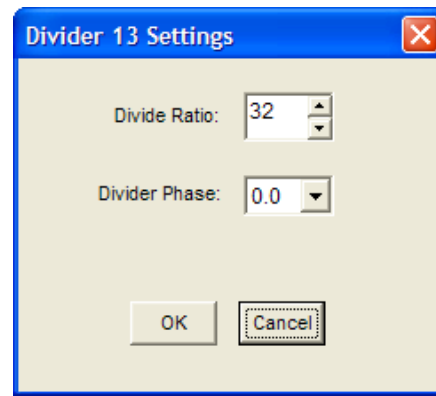 Divider 13 Settings
Divide Ratio: 32
Divider Phase: 0.0
OK Cancel